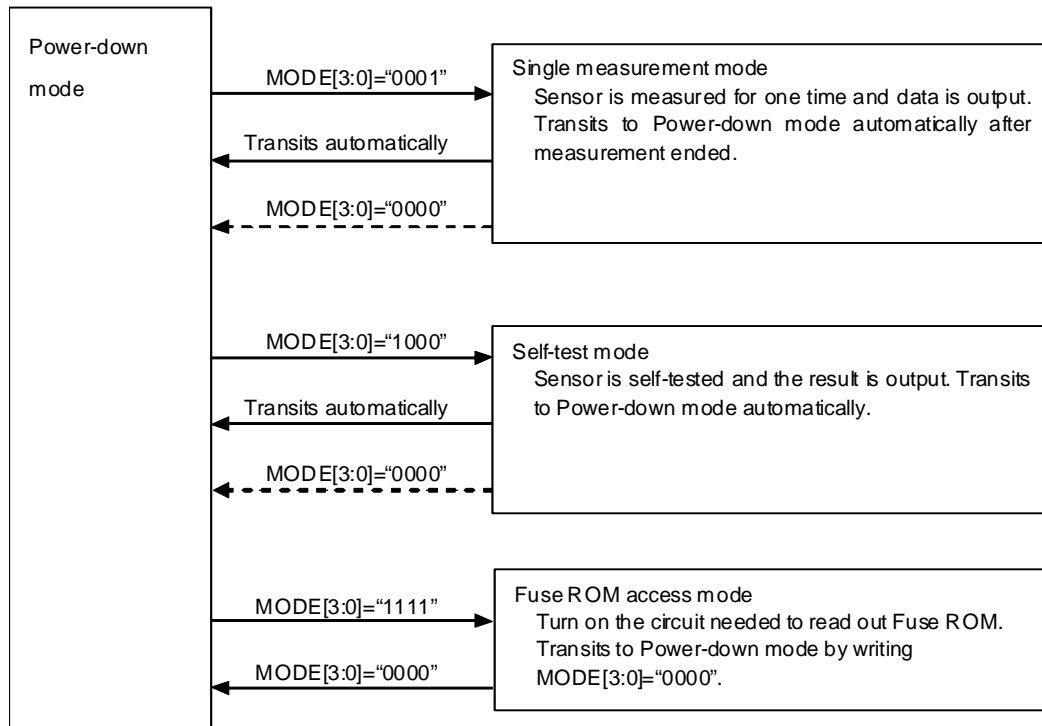 Power-down
mode
MODE[3:0]=“0001”
Transits automatically
MODE[3:0]=“0000”
Single measurement mode
Sensor is measured for one time and data is output.
Transits to Power-down mode automatically after
measurement ended.
MODE[3:0]=“1000”
Transits automatically
MODE[3:0]=“0000”
Self-test mode
Sensor is self-tested and the result is output. Transits
to Power-down mode automatically.
MODE[3:0]=“1111”
MODE[3:0]=“0000”
Fuse ROM access mode
Turn on the circuit needed to read out Fuse ROM.
Transits to Power-down mode by writing
MODE[3:0]=“0000”.